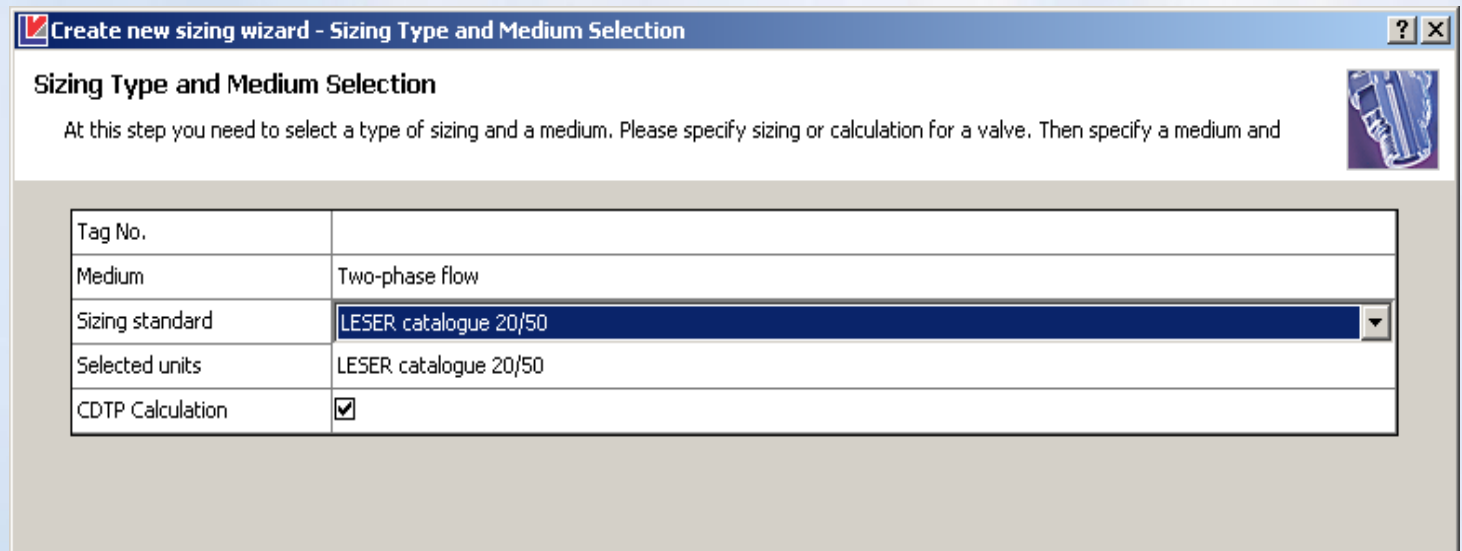 Create new sizing wizard - Sizing Type and Medium Selection
Sizing Type and Medium Selection
At this step you need to select a type of sizing and a medium. Please specify sizing or calculation for a valve. Then specify a medium and
Tag No.
Medium Two-phase flow
Sizing standard LESER catalogue 20/50
Selected units LESER catalogue 20/50
CDTP Calculation